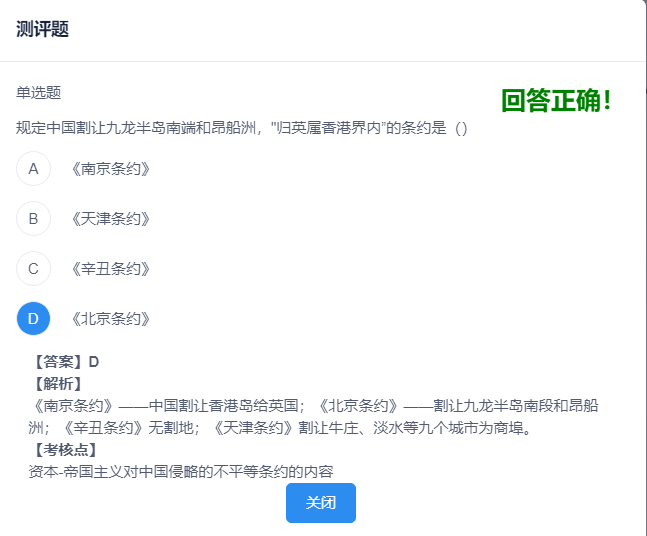 测评题
单选题
回答正确！
规定中国割让九龙半岛南端和昂船洲，"归英属香港界内"的条约是（）
A 《南京条约》
B 《天津条约》
C 《辛丑条约》
D 《北京条约》
【答案】D
【解析】
《南京条约》——中国割让香港岛给英国；《北京条约》——割让九龙半岛南段和昂船
洲；《辛丑条约》无割地；《天津条约》割让牛庄、淡水等九个城市为商埠。
【考核点】
资本-帝国主义对中国侵略的不平等条约的内容
关闭